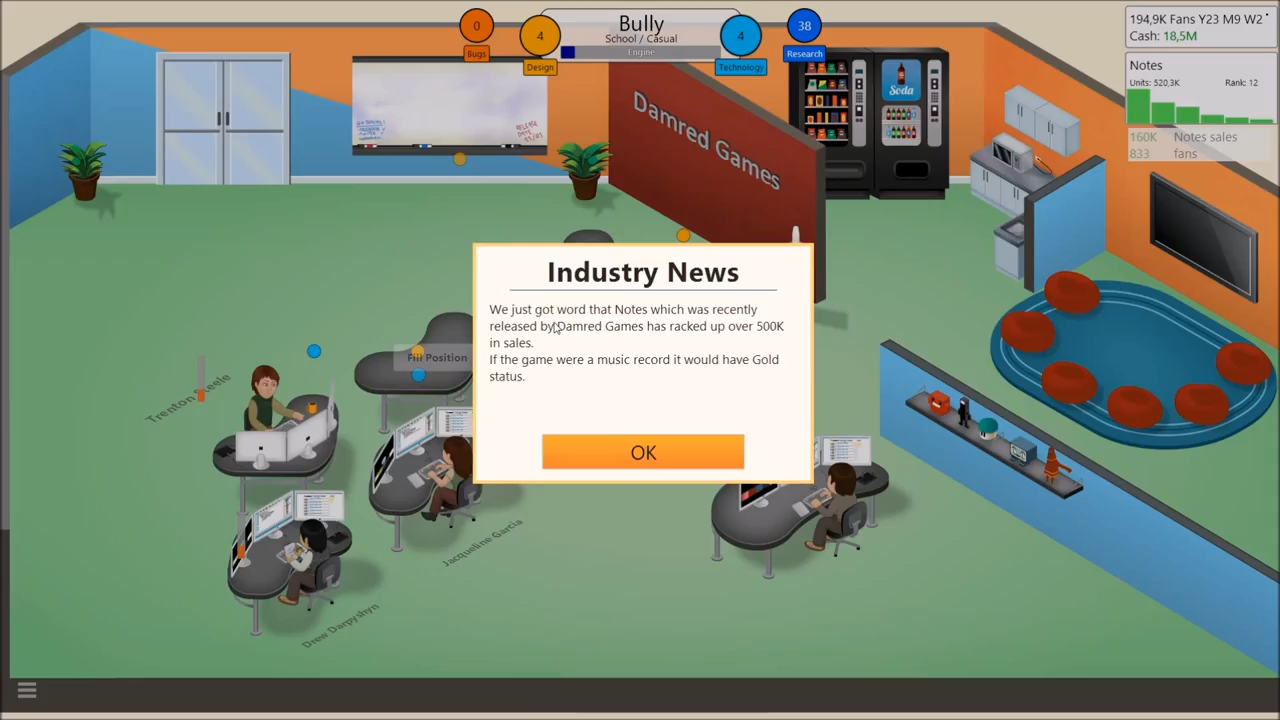 0
Bugs
4
Design
Bully
School / Casual
Engine
4
Technology
38
Research
194,9K Fans Y23 M9 W2
Cash: 18,5M
Notes
Units: 520,3K Rank: 12
160K Notes sales
833 fans
Damred Games
Soda
Industry News
We just got word that Notes which was recently
released by Damred Games has racked up over 500K
in sales.
If the game were a music record it would have Gold
status.
OK
Fill Position
Trenton Steele
Jacqueline Garcia
Drew Darpyshyn